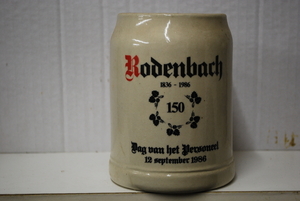 Rodenbach
1836 - 1986
150
Dag van het Personeel
12 september 1986